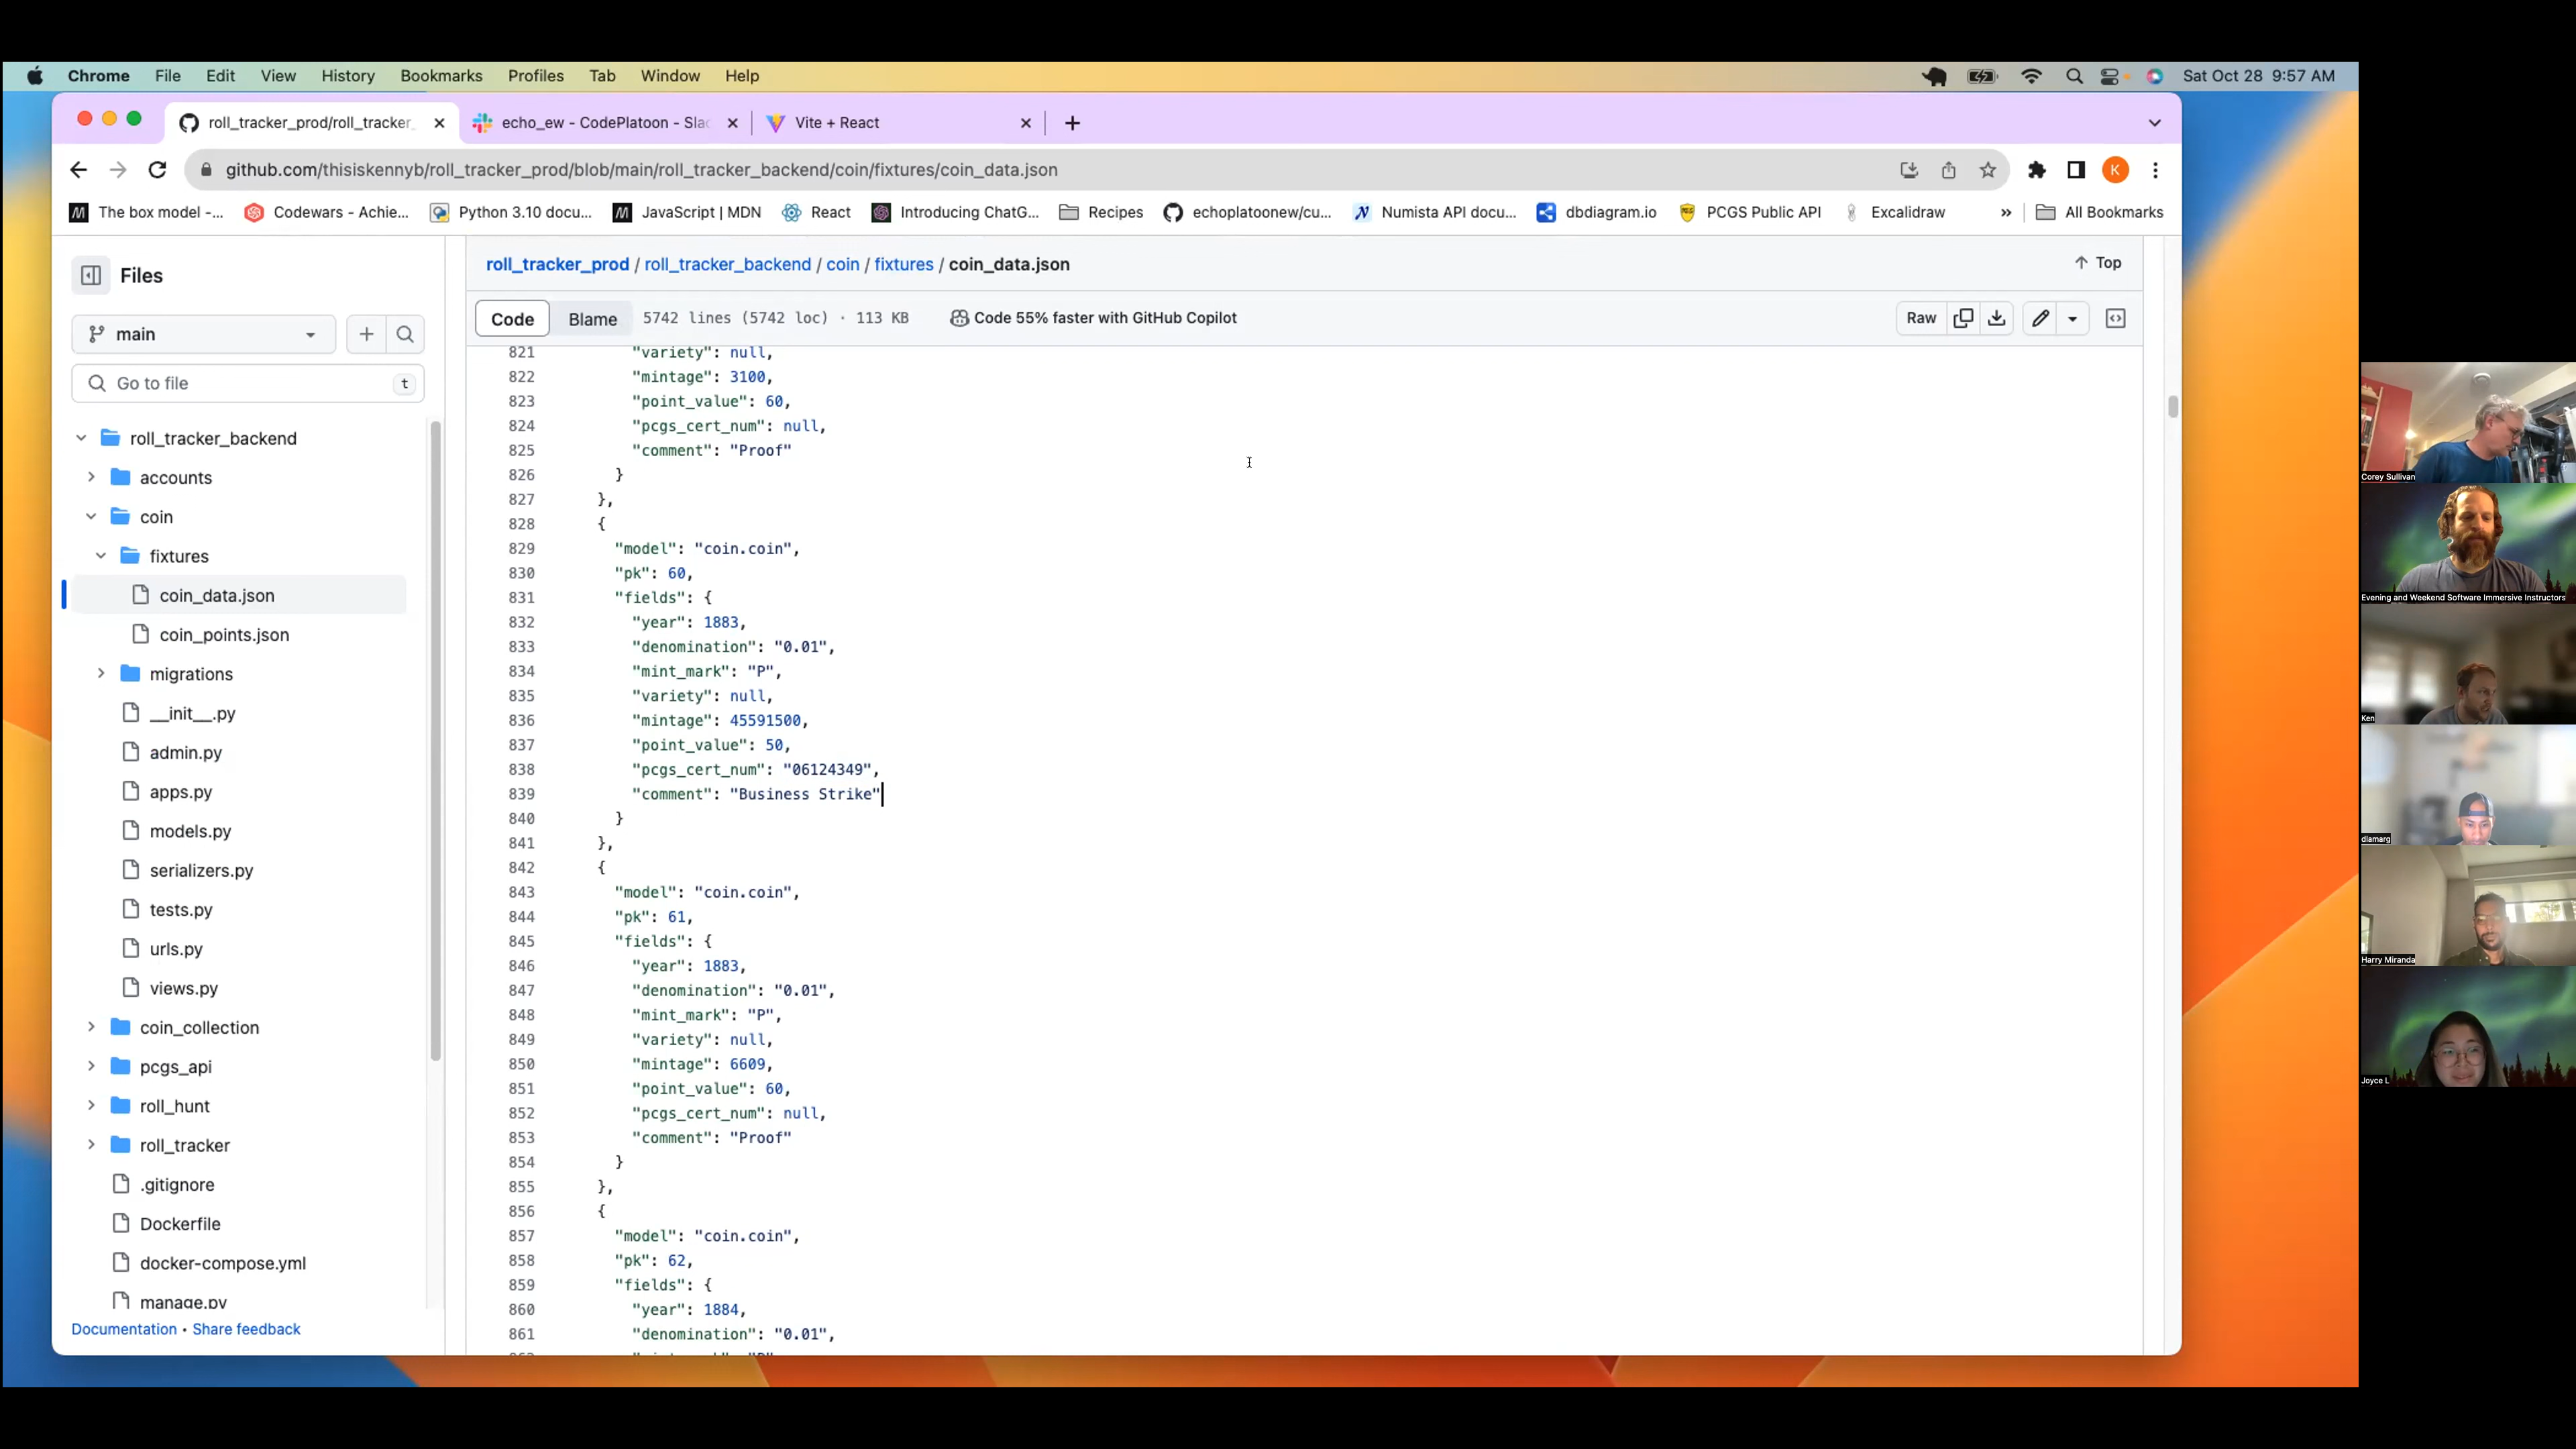 Chrome File Edit View History Bookmarks Profiles Tab Window Help Sat Oct 28 9:57 AM
roll_tracker_prod/roll_tracker_ echo_ew - CodePlatoon - Sla Vite + React
github.com/thisiskennyb/roll_tracker_prod/blob/main/roll_tracker_backend/coin/fixtures/coin_data.json K
The box model -... Codewars - Achie... Python 3.10 docu... JavaScript | MDN React Introducing ChatG... Recipes echoplatoonew/cu... Numista API docu... dbdiagram.io PCGS Public API Excalidraw » All Bookmarks
Files
main
Go to file t
roll_tracker_backend
accounts
coin
fixtures
coin_data.json
coin_points.json
migrations
__init__.py
admin.py
apps.py
models.py
serializers.py
tests.py
urls.py
views.py
coin_collection
pcgs_api
roll_hunt
roll_tracker
.gitignore
Dockerfile
docker-compose.yml
manage.py
Documentation • Share feedback
roll_tracker_prod / roll_tracker_backend / coin / fixtures / coin_data.json Top
Code Blame 5742 lines (5742 loc) · 113 KB Code 55% faster with GitHub Copilot Raw
821 "variety": null,
822 "mintage": 3100,
823 "point_value": 60,
824 "pcgs_cert_num": null,
825 "comment": "Proof"
826 }
827 },
828 {
829 "model": "coin.coin",
830 "pk": 60,
831 "fields": {
832 "year": 1883,
833 "denomination": "0.01",
834 "mint_mark": "P",
835 "variety": null,
836 "mintage": 45591500,
837 "point_value": 50,
838 "pcgs_cert_num": "06124349",
839 "comment": "Business Strike"
840 }
841 },
842 {
843 "model": "coin.coin",
844 "pk": 61,
845 "fields": {
846 "year": 1883,
847 "denomination": "0.01",
848 "mint_mark": "P",
849 "variety": null,
850 "mintage": 6609,
851 "point_value": 60,
852 "pcgs_cert_num": null,
853 "comment": "Proof"
854 }
855 },
856 {
857 "model": "coin.coin",
858 "pk": 62,
859 "fields": {
860 "year": 1884,
861 "denomination": "0.01",
Corey Sullivan
Evening and Weekend Software Immersive Instructors
Ken
dlamarg
Harry Miranda
Joyce L